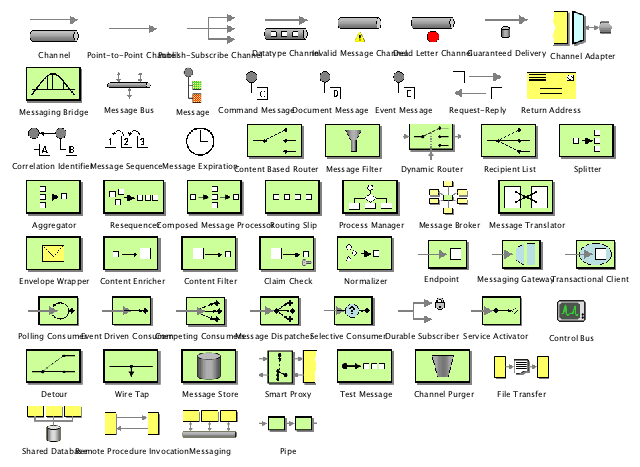 Channel Point-to-Point Channel Publish-Subscribe Channel Datatype Channel Invalid Message Channel Dead Letter Channel Guaranteed Delivery Channel Adapter
Messaging Bridge Message Bus Message Command Message Document Message Event Message Request-Reply Return Address
C D E
Correlation Identifier Message Sequence Message Expiration Content Based Router Message Filter Dynamic Router Recipient List Splitter
A B 1 2 3
Aggregator Resequencer Composed Message Processor Routing Slip Process Manager Message Broker Message Translator
Envelope Wrapper Content Enricher Content Filter Claim Check Normalizer Endpoint Messaging Gateway Transactional Client
Polling Consumer Event Driven Consumer Competing Consumers Message Dispatcher Selective Consumer Durable Subscriber Service Activator Control Bus
?
Detour Wire Tap Message Store Smart Proxy Test Message Channel Purger File Transfer
Shared Database Remote Procedure Invocation Messaging Pipe